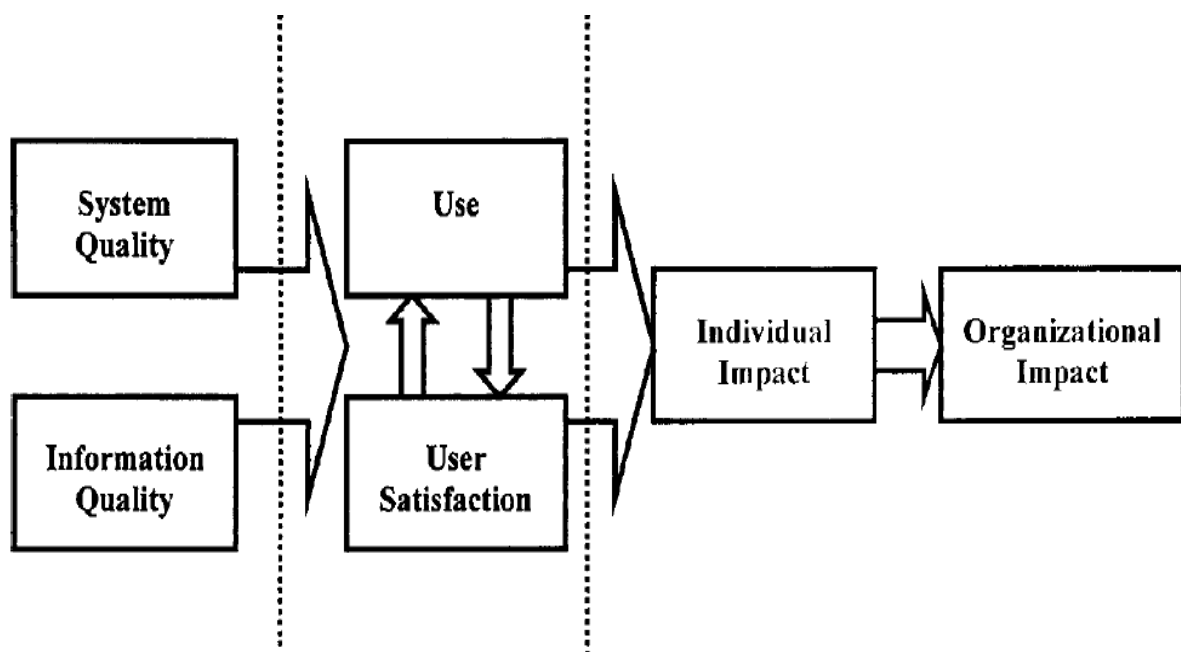 System
Quality
Use
Individual
Impact
Organizational
Impact
Information
Quality
User
Satisfaction